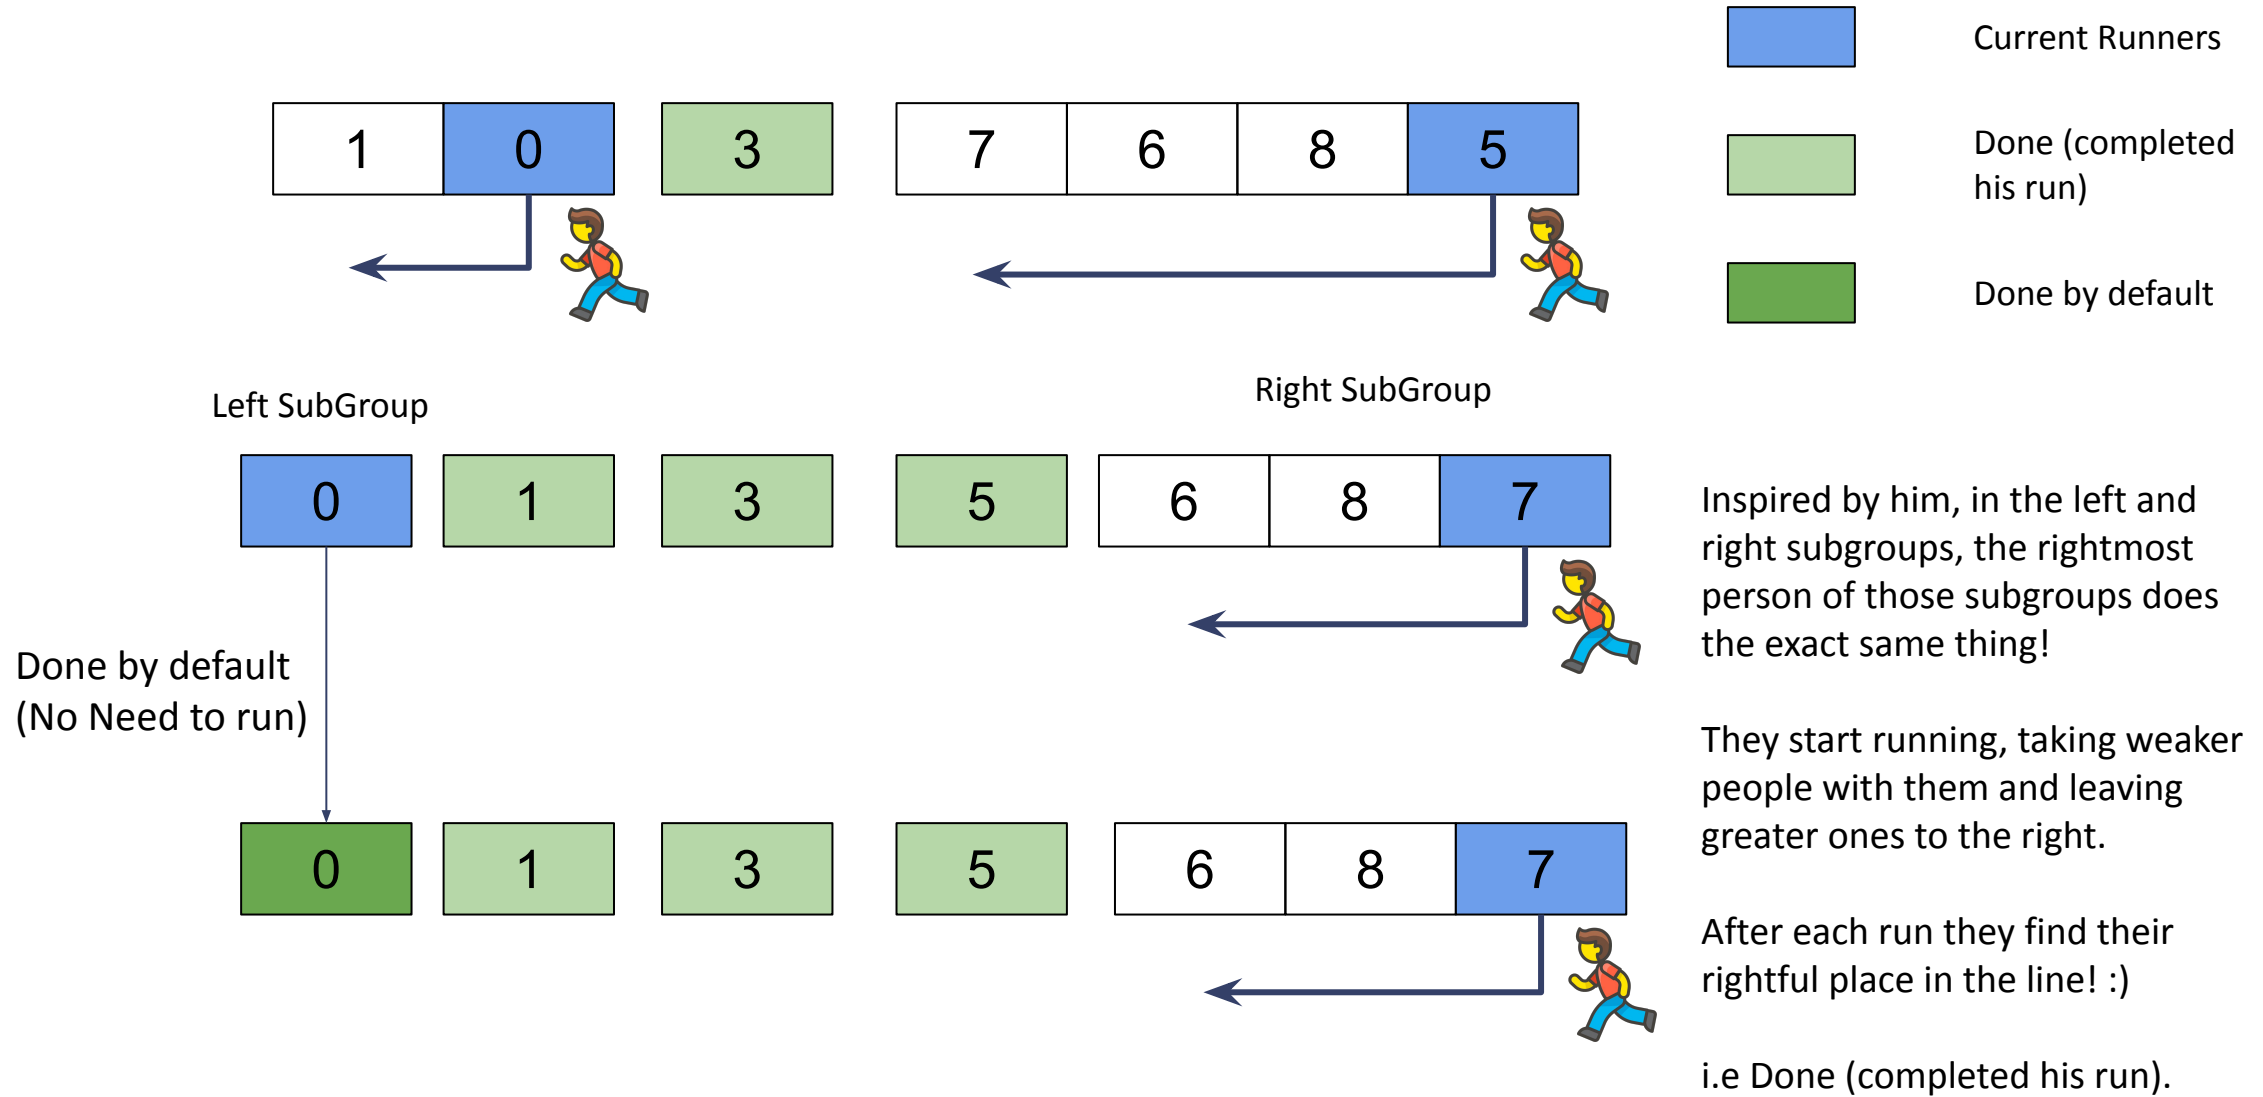 Current Runners
1 0 3 7 6 8 5
Done (completed
his run)
Done by default
Left SubGroup
Right SubGroup
0 1 3 5 6 8 7
Done by default
(No Need to run)
0 1 3 5 6 8 7
Inspired by him, in the left and
right subgroups, the rightmost
person of those subgroups does
the exact same thing!
They start running, taking weaker
people with them and leaving
greater ones to the right.
After each run they find their
rightful place in the line! :)
i.e Done (completed his run).